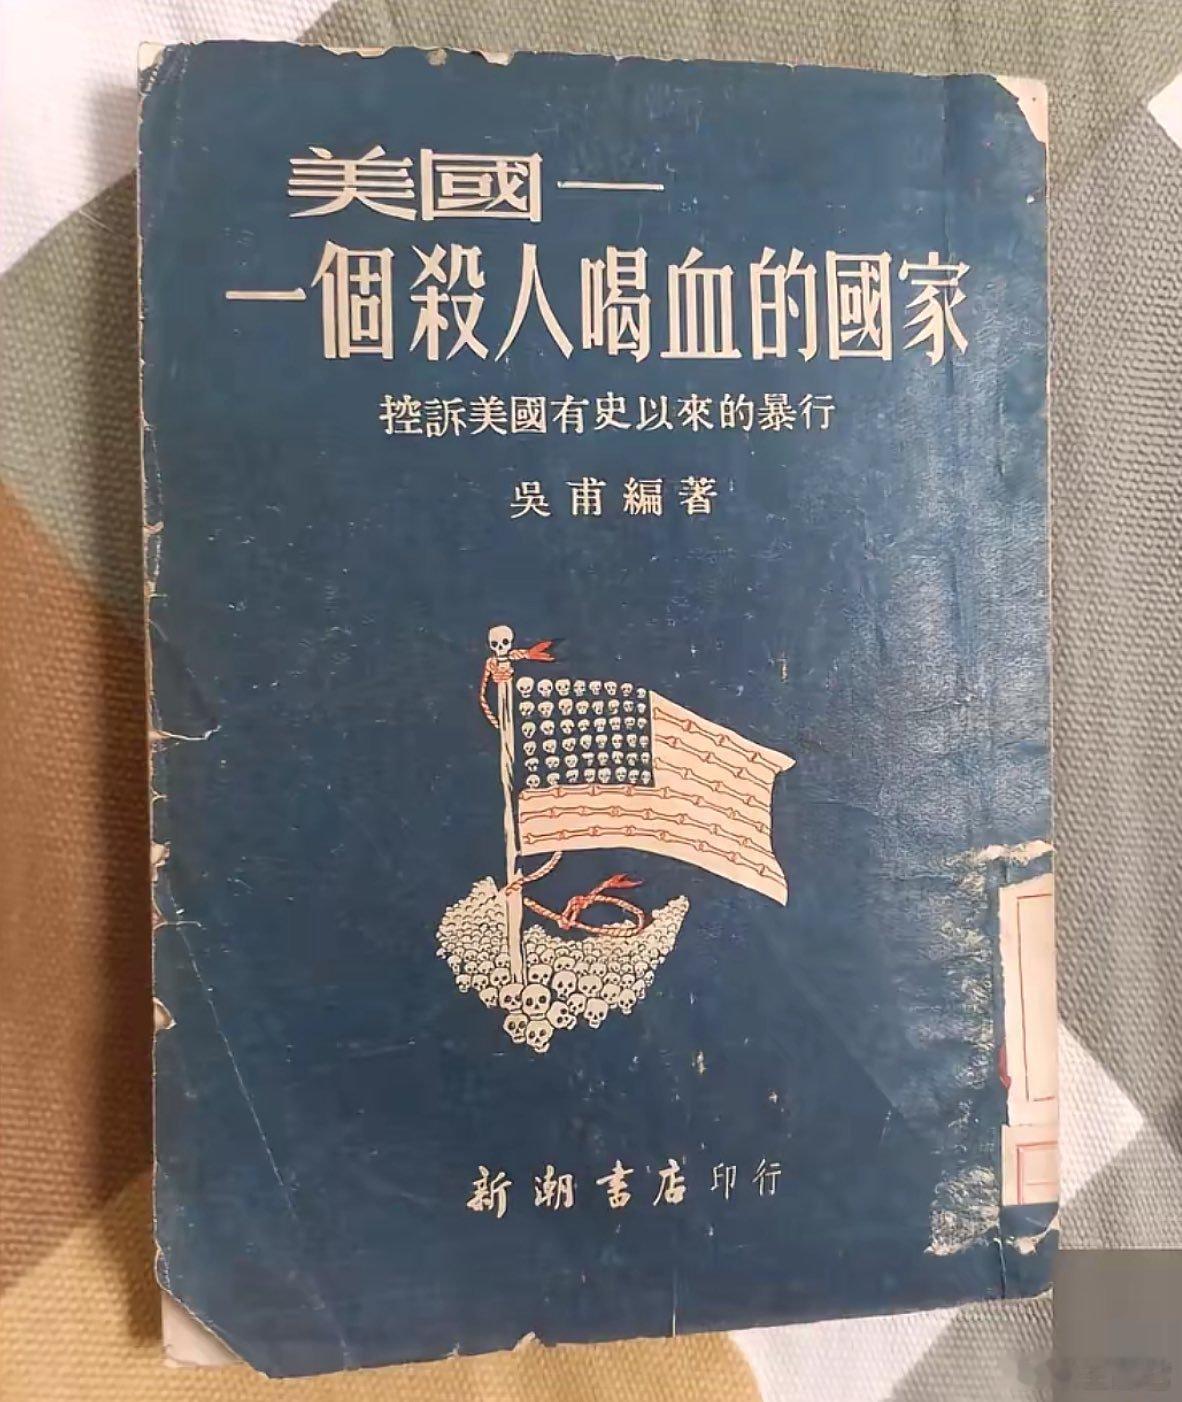 美國—
一個殺人喝血的國家
控訴美國有史以來的暴行
吳甫編著
新潮書店印行